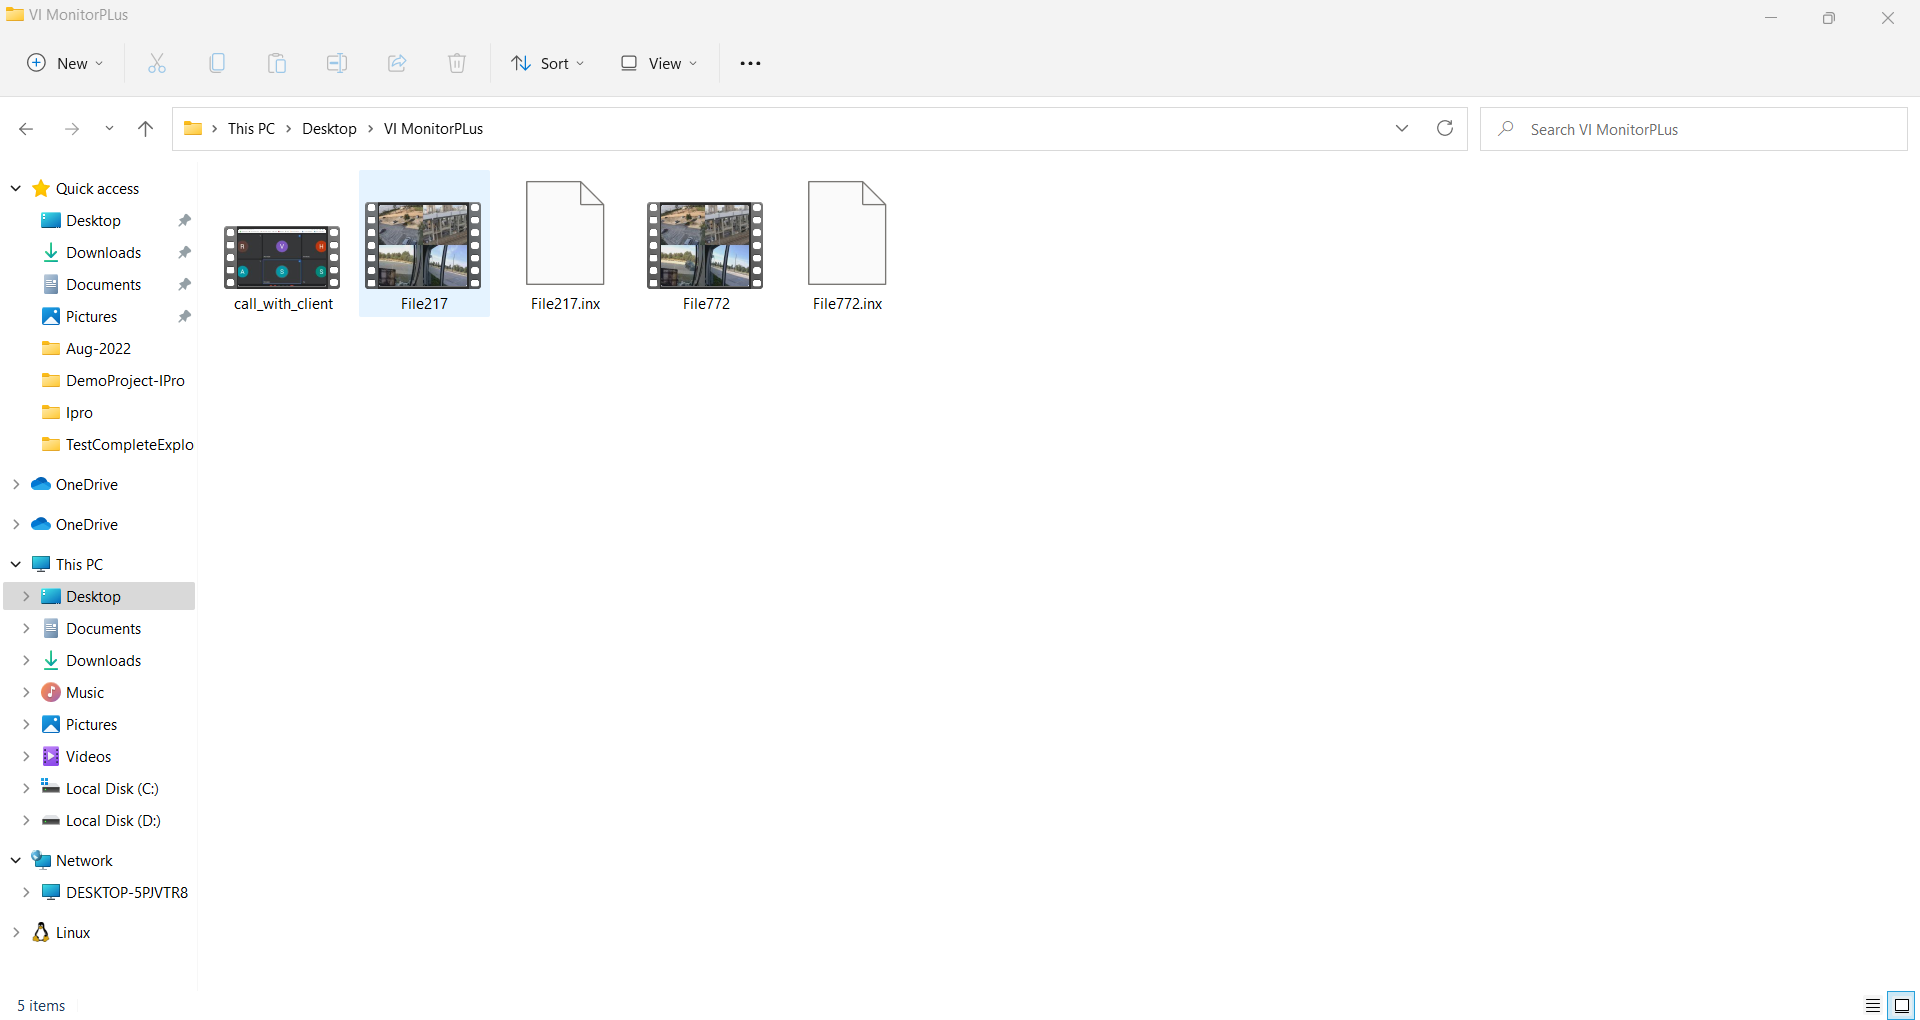 VI MonitorPLus
New
Sort
View
This PC
Desktop
VI MonitorPLus
Search VI MonitorPLus
Quick access
Desktop
Downloads
Documents
Pictures
Aug-2022
DemoProject-IPro
Ipro
TestCompleteExplo
OneDrive
OneDrive
This PC
Desktop
Documents
Downloads
Music
Pictures
Videos
Local Disk (C:)
Local Disk (D:)
Network
DESKTOP-5PJVTR8
Linux
R
V
H
A
S
S
call_with_client
File217
File217.inx
File772
File772.inx
5 items